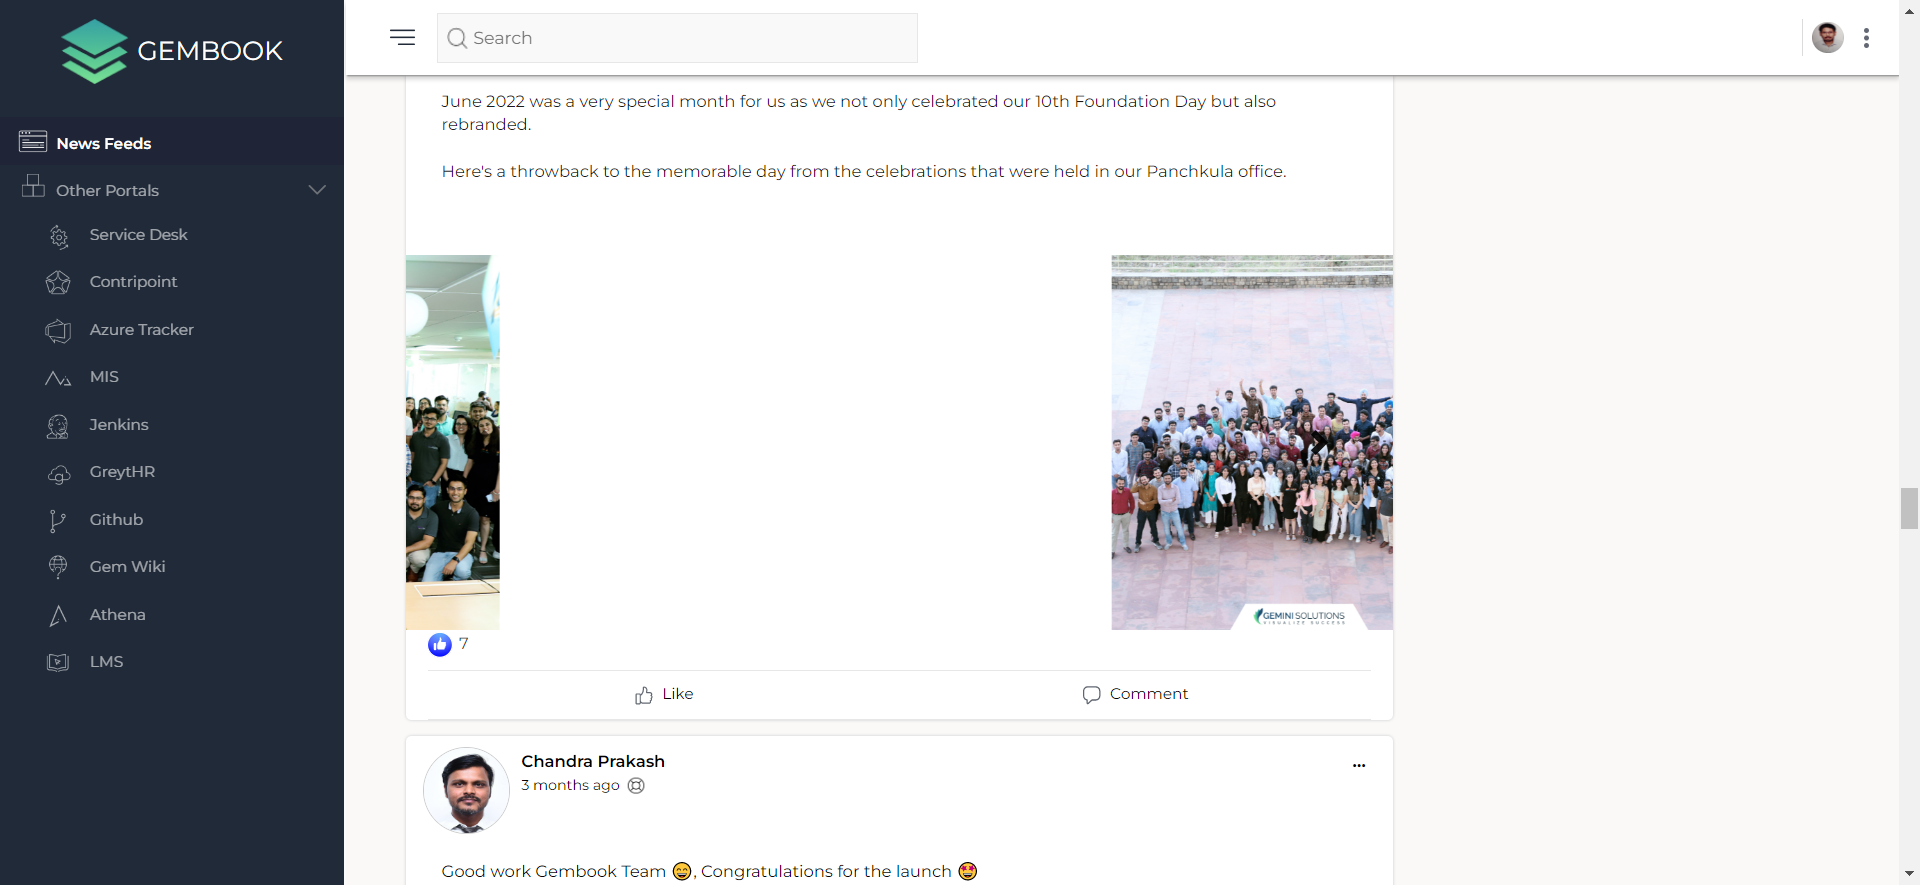 GEMBOOK
Search
News Feeds
Other Portals
Service Desk
Contripoint
Azure Tracker
MIS
Jenkins
GreytHR
Github
Gem Wiki
Athena
LMS
June 2022 was a very special month for us as we not only celebrated our 10th Foundation Day but also
rebranded.
Here's a throwback to the memorable day from the celebrations that were held in our Panchkula office.
GEMINI SOLUTIONS
VISUALIZE SUCCESS
7
Like
Comment
Chandra Prakash
3 months ago
Good work Gembook Team 😄, Congratulations for the launch 🤩